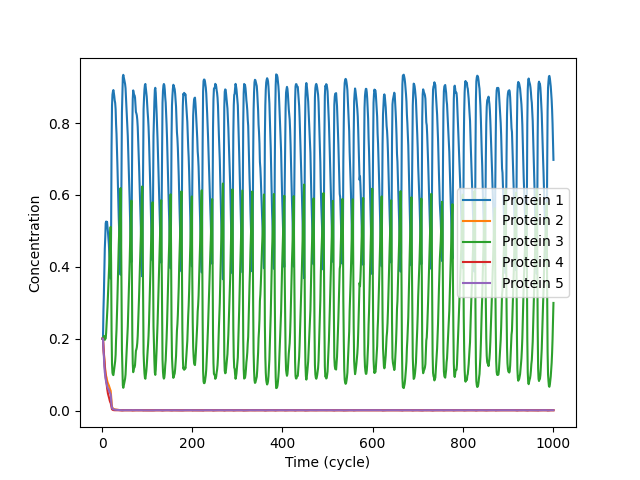 Concentration
0.8
0.6
0.4
0.2
0.0
Protein 1
Protein 2
Protein 3
Protein 4
Protein 5
0 200 400 600 800 1000
Time (cycle)